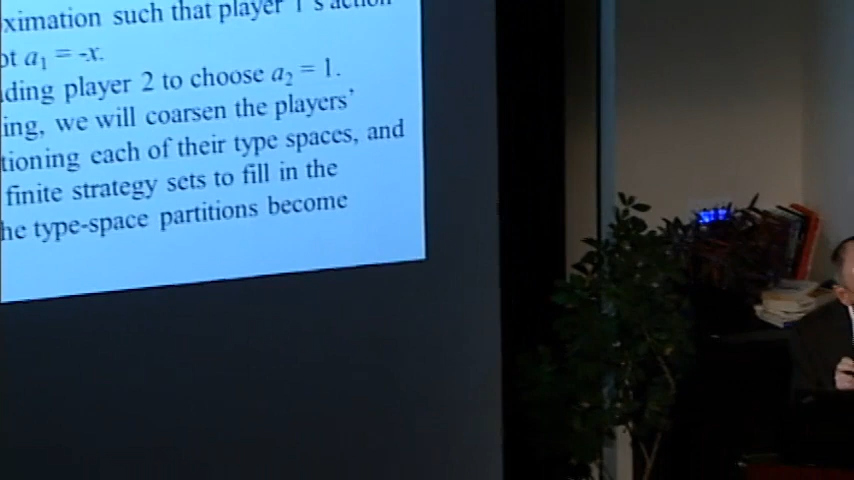 ximation such that player 1's action
ot a₁ = -x.
ding player 2 to choose a₂ = 1.
ing, we will coarsen the players'
tioning each of their type spaces, and
finite strategy sets to fill in the
he type-space partitions become